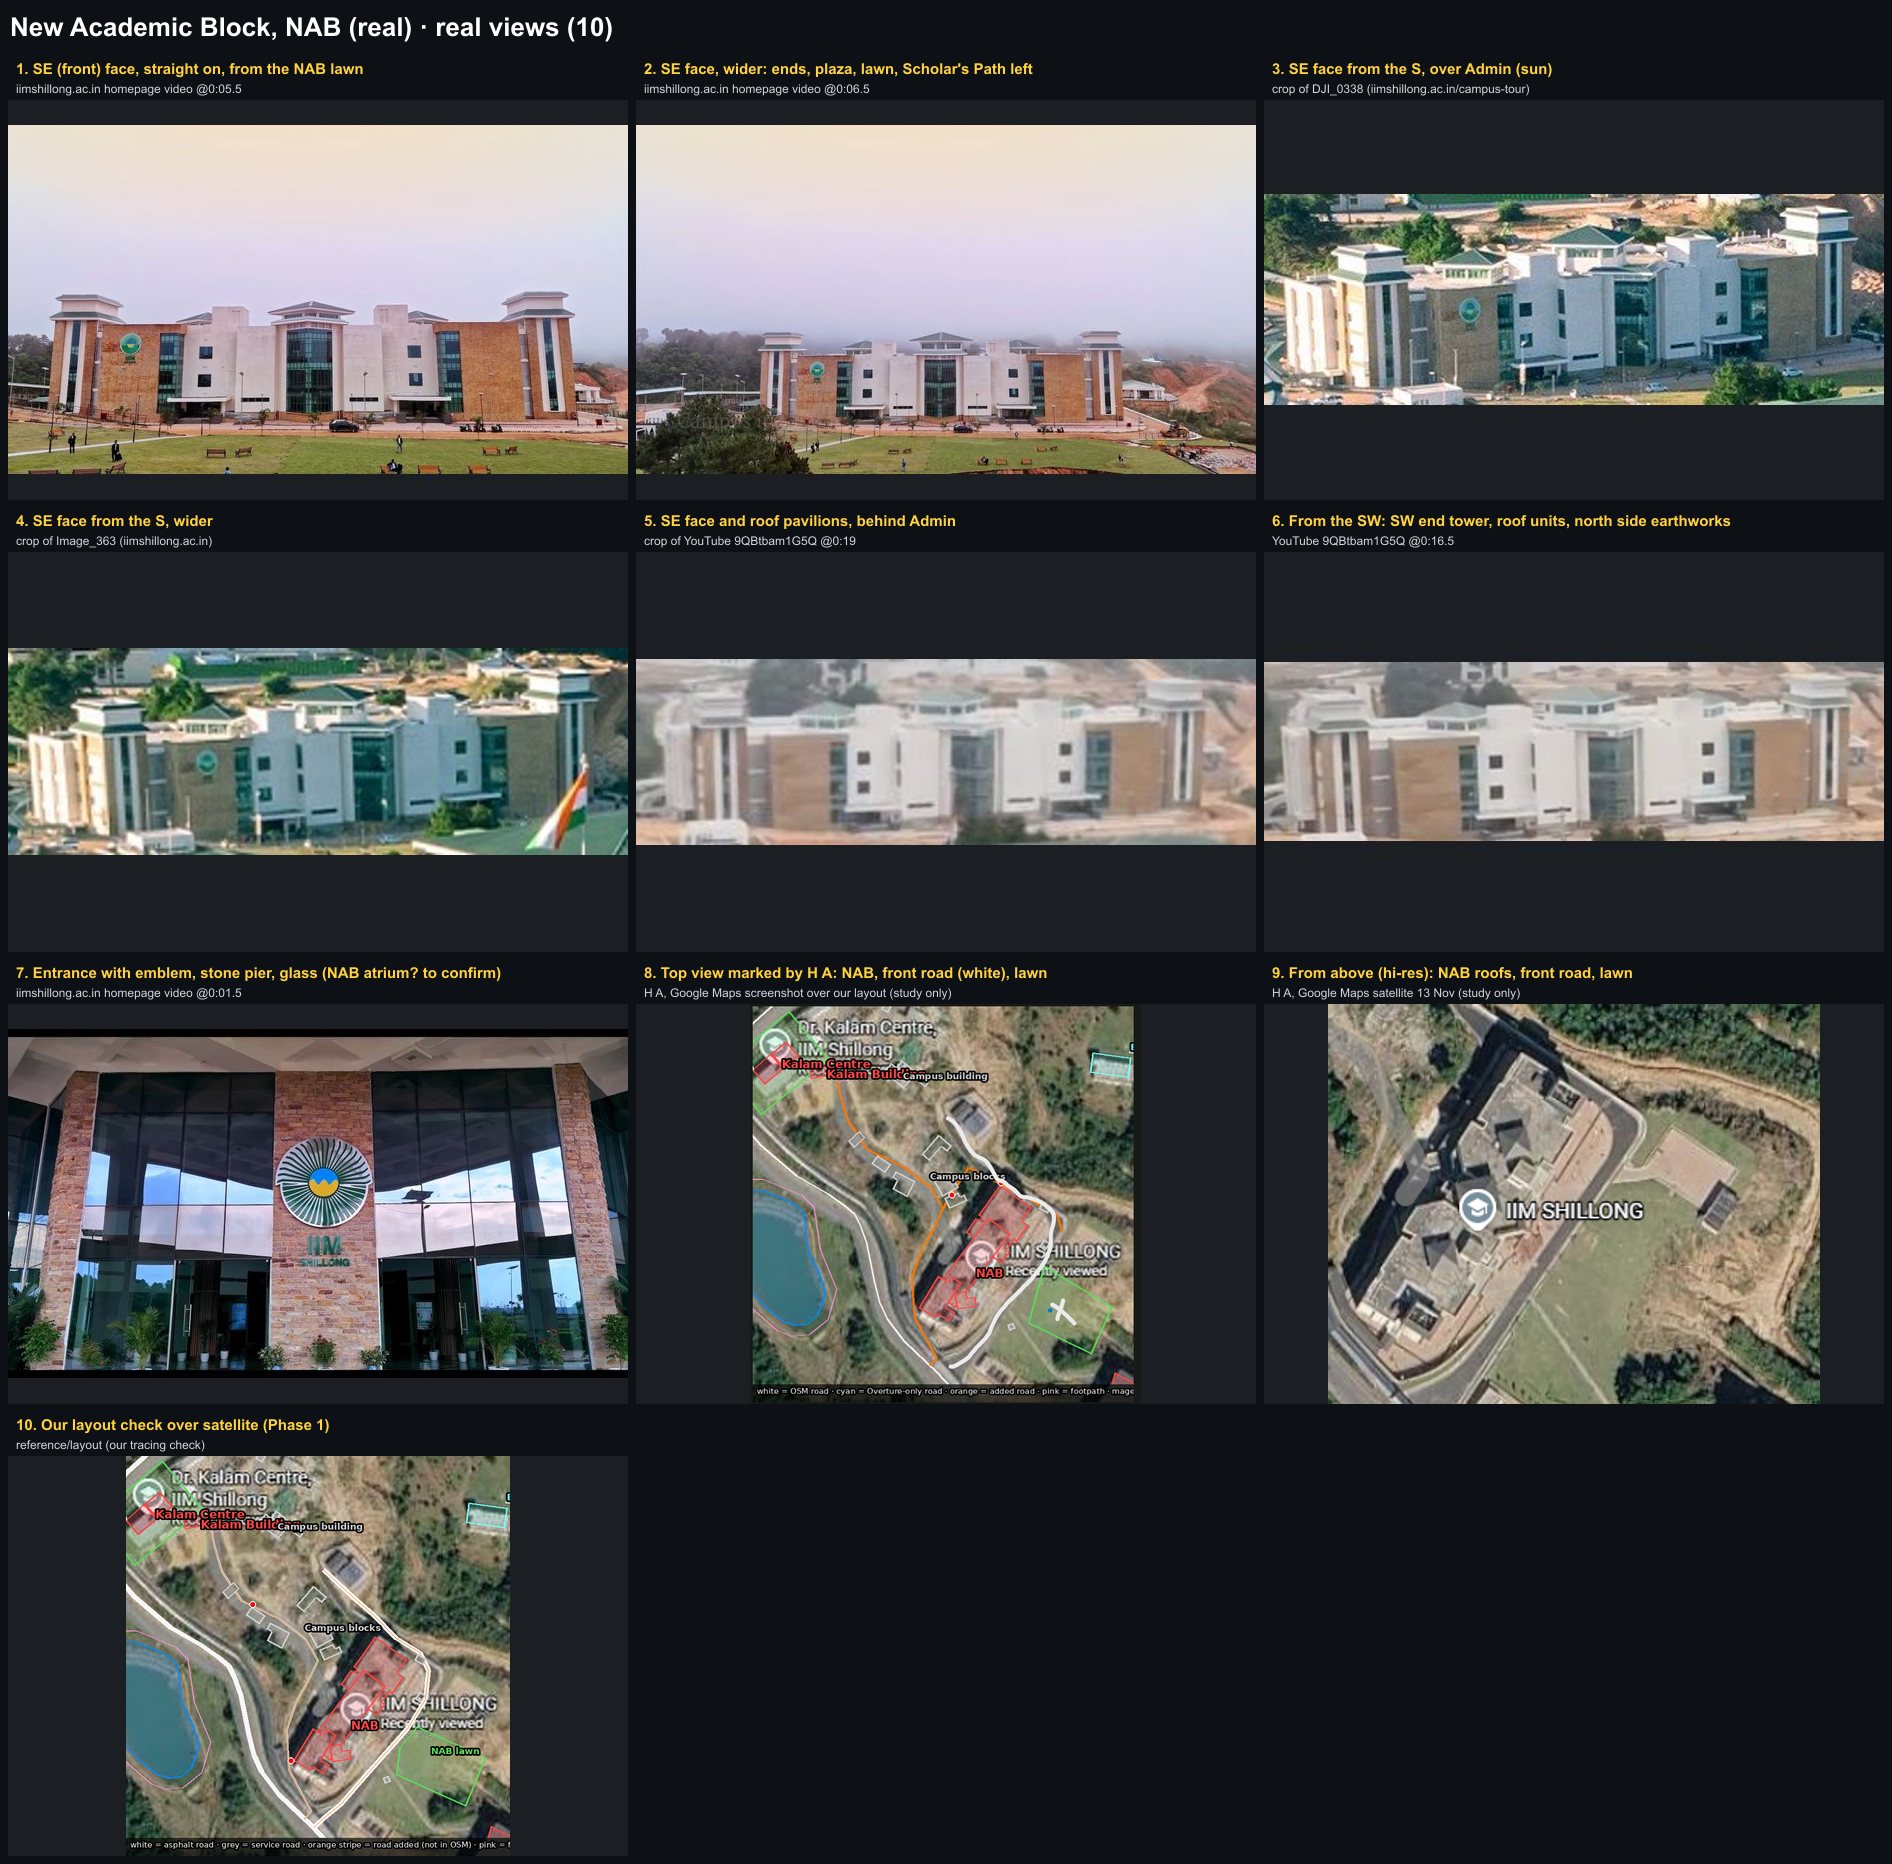 New Academic Block, NAB (real) · real views (10)
1. SE (front) face, straight on, from the NAB lawn
iimshillong.ac.in homepage video @0:05.5
2. SE face, wider: ends, plaza, lawn, Scholar's Path left
iimshillong.ac.in homepage video @0:06.5
3. SE face from the S, over Admin (sun)
crop of DJI_0338 (iimshillong.ac.in/campus-tour)
4. SE face from the S, wider
crop of Image_363 (iimshillong.ac.in)
5. SE face and roof pavilions, behind Admin
crop of YouTube 9QBtbam1G5Q @0:19
6. From the SW: SW end tower, roof units, north side earthworks
YouTube 9QBtbam1G5Q @0:16.5
7. Entrance with emblem, stone pier, glass (NAB atrium? to confirm)
iimshillong.ac.in homepage video @0:01.5
IIM
SHILLONG
8. Top view marked by H A: NAB, front road (white), lawn
H A, Google Maps screenshot over our layout (study only)
Dr. Kalam Centre,
IIM Shillong
Kalam Centre
Kalam Build
Campus building
Campus blocks
IIM SHILLONG
NAB Recently viewed
white = OSM road · cyan = Overture-only road · orange = added road · pink = footpath · mage
9. From above (hi-res): NAB roofs, front road, lawn
H A, Google Maps satellite 13 Nov (study only)
IIM SHILLONG
10. Our layout check over satellite (Phase 1)
reference/layout (our tracing check)
Dr. Kalam Centre,
IIM Shillong
Kalam Centre
Kalam Build
Campus building
Campus blocks
IIM SHILLONG
NAB Recently viewed
NAB lawn
white = asphalt road · grey = service road · orange stripe = road added (not in OSM) · pink = f